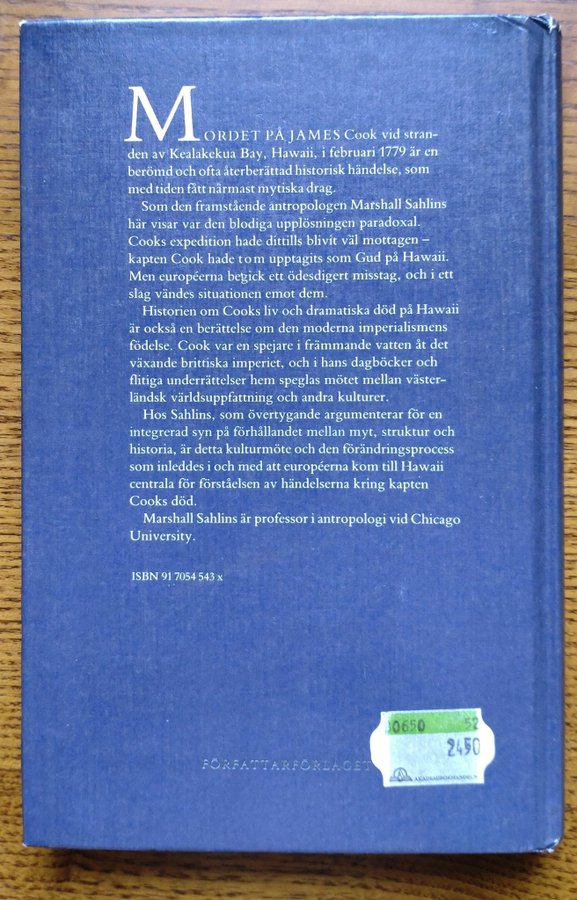 MORDET PÅ JAMES Cook vid stran-
den av Kealakekua Bay, Hawaii, i februari 1779 är en
berömd och ofta återberättad historisk händelse, som
med tiden fått närmast mytiska drag.
Som den framstående antropologen Marshall Sahlins
här visar var den blodiga upplösningen paradoxal.
Cooks expedition hade dittills blivit väl mottagen –
kapten Cook hade t o m upptagits som Gud på Hawaii.
Men européerna begick ett ödesdigert misstag, och i ett
slag vändes situationen emot dem.
Historien om Cooks liv och dramatiska död på Hawaii
är också en berättelse om den moderna imperialismens
födelse. Cook var en spejare i främmande vatten åt det
växande brittiska imperiet, och i hans dagböcker och
flitiga underrättelser hem speglas mötet mellan väster-
ländsk världsuppfattning och andra kulturer.
Hos Sahlins, som övertygande argumenterar för en
integrerad syn på förhållandet mellan myt, struktur och
historia, är detta kulturmöte och den förändringsprocess
som inleddes i och med att européerna kom till Hawaii
centrala för förståelsen av händelserna kring kapten
Cooks död.
Marshall Sahlins är professor i antropologi vid Chicago
University.
ISBN 91 7054 543 x
0650 52
2450
FÖRFATTARFÖRLAGET
AKADEMIBOKHANDELN